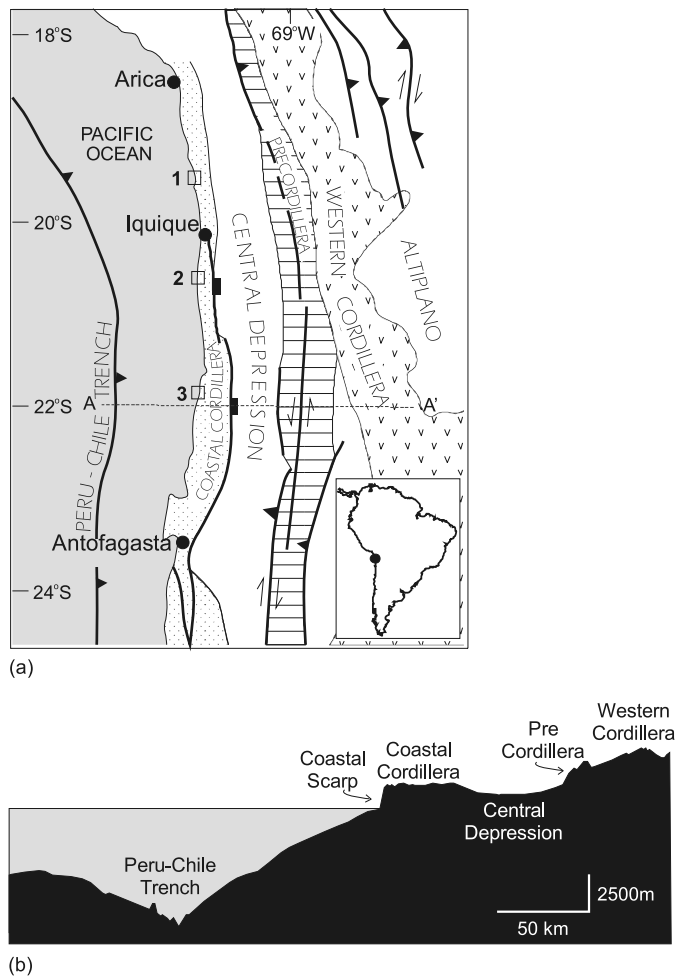 18°S
69°W
Arica
PACIFIC
OCEAN
1
PRECORDILLERA
20°S
Iquique
WESTERN
CORDILLERA
ALTIPLANO
CENTRAL DEPRESSION
2
PERU - CHILE TRENCH
3
COASTAL CORDILLERA
22°S
A
A'
Antofagasta
24°S
(a)
Western
Cordillera
Pre
Cordillera
Coastal
Scarp
Coastal
Cordillera
Central
Depression
Peru-Chile
Trench
2500m
50 km
(b)